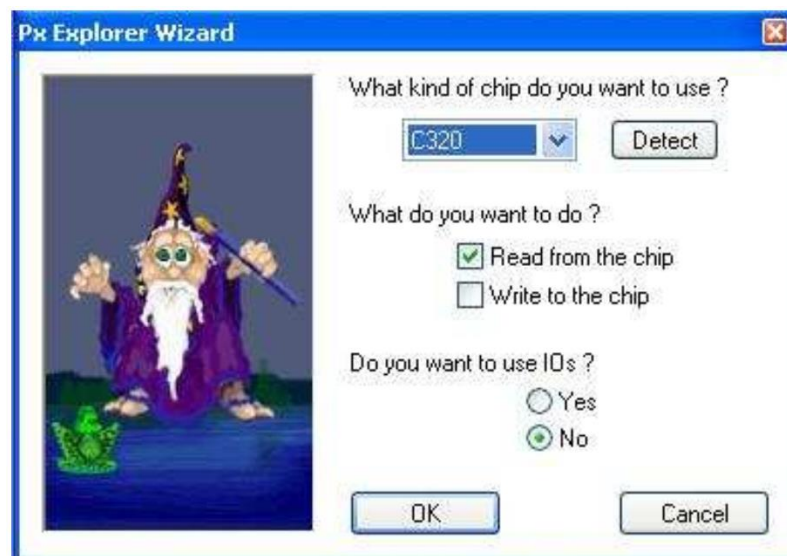 Px Explorer Wizard
What kind of chip do you want to use ?
C320
Detect
What do you want to do ?
Read from the chip
Write to the chip
Do you want to use IOs ?
Yes
No
OK
Cancel